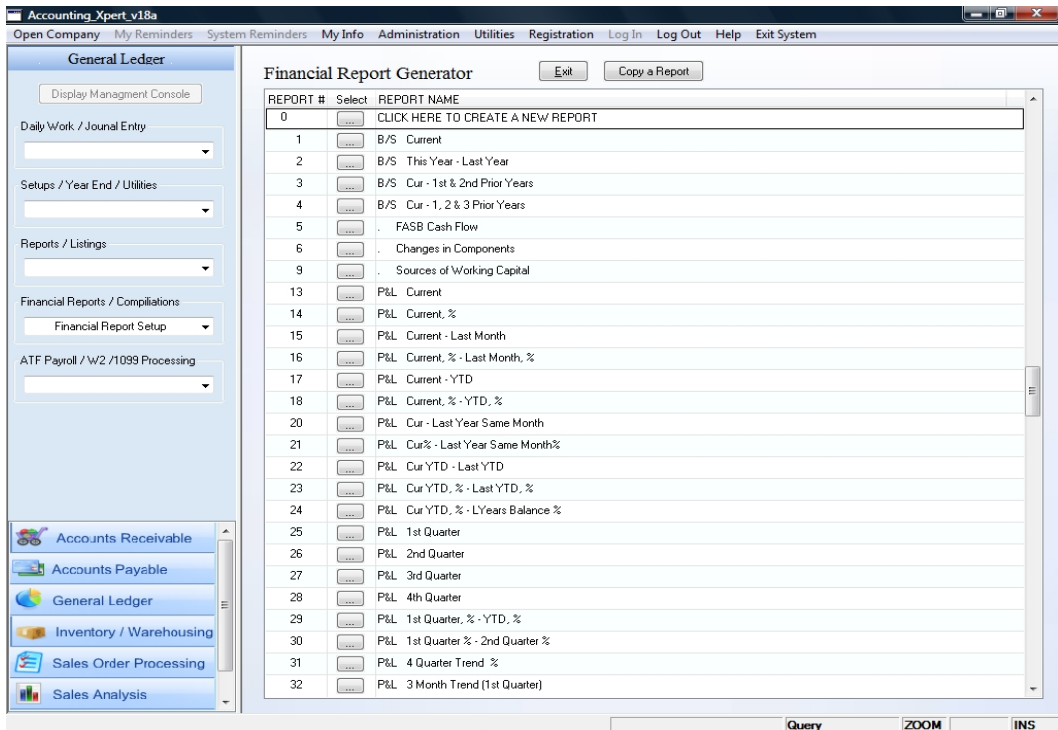 Accounting_Xpert_v18a
Open Company My Reminders System Reminders My Info Administration Utilities Registration Log In Log Out Help Exit System
General Ledger
Display Managment Console
Daily Work / Jounal Entry
Setups / Year End / Utilities
Reports / Listings
Financial Reports / Compiliations
Financial Report Setup
ATF Payroll / W2 /1099 Processing
Accounts Receivable
Accounts Payable
General Ledger
Inventory / Warehousing
Sales Order Processing
Sales Analysis
Financial Report Generator Exit Copy a Report
REPORT # Select REPORT NAME
0 ... CLICK HERE TO CREATE A NEW REPORT
1 ... B/S Current
2 ... B/S This Year - Last Year
3 ... B/S Cur - 1st & 2nd Prior Years
4 ... B/S Cur - 1, 2 & 3 Prior Years
5 ... . FASB Cash Flow
6 ... . Changes in Components
9 ... . Sources of Working Capital
13 ... P&L Current
14 ... P&L Current, %
15 ... P&L Current - Last Month
16 ... P&L Current, % - Last Month, %
17 ... P&L Current - YTD
18 ... P&L Current, % - YTD, %
20 ... P&L Cur - Last Year Same Month
21 ... P&L Cur% - Last Year Same Month%
22 ... P&L Cur YTD - Last YTD
23 ... P&L Cur YTD, % - Last YTD, %
24 ... P&L Cur YTD, % - LYears Balance %
25 ... P&L 1st Quarter
26 ... P&L 2nd Quarter
27 ... P&L 3rd Quarter
28 ... P&L 4th Quarter
29 ... P&L 1st Quarter, % - YTD, %
30 ... P&L 1st Quarter % - 2nd Quarter %
31 ... P&L 4 Quarter Trend %
32 ... P&L 3 Month Trend (1st Quarter)
Query ZOOM INS